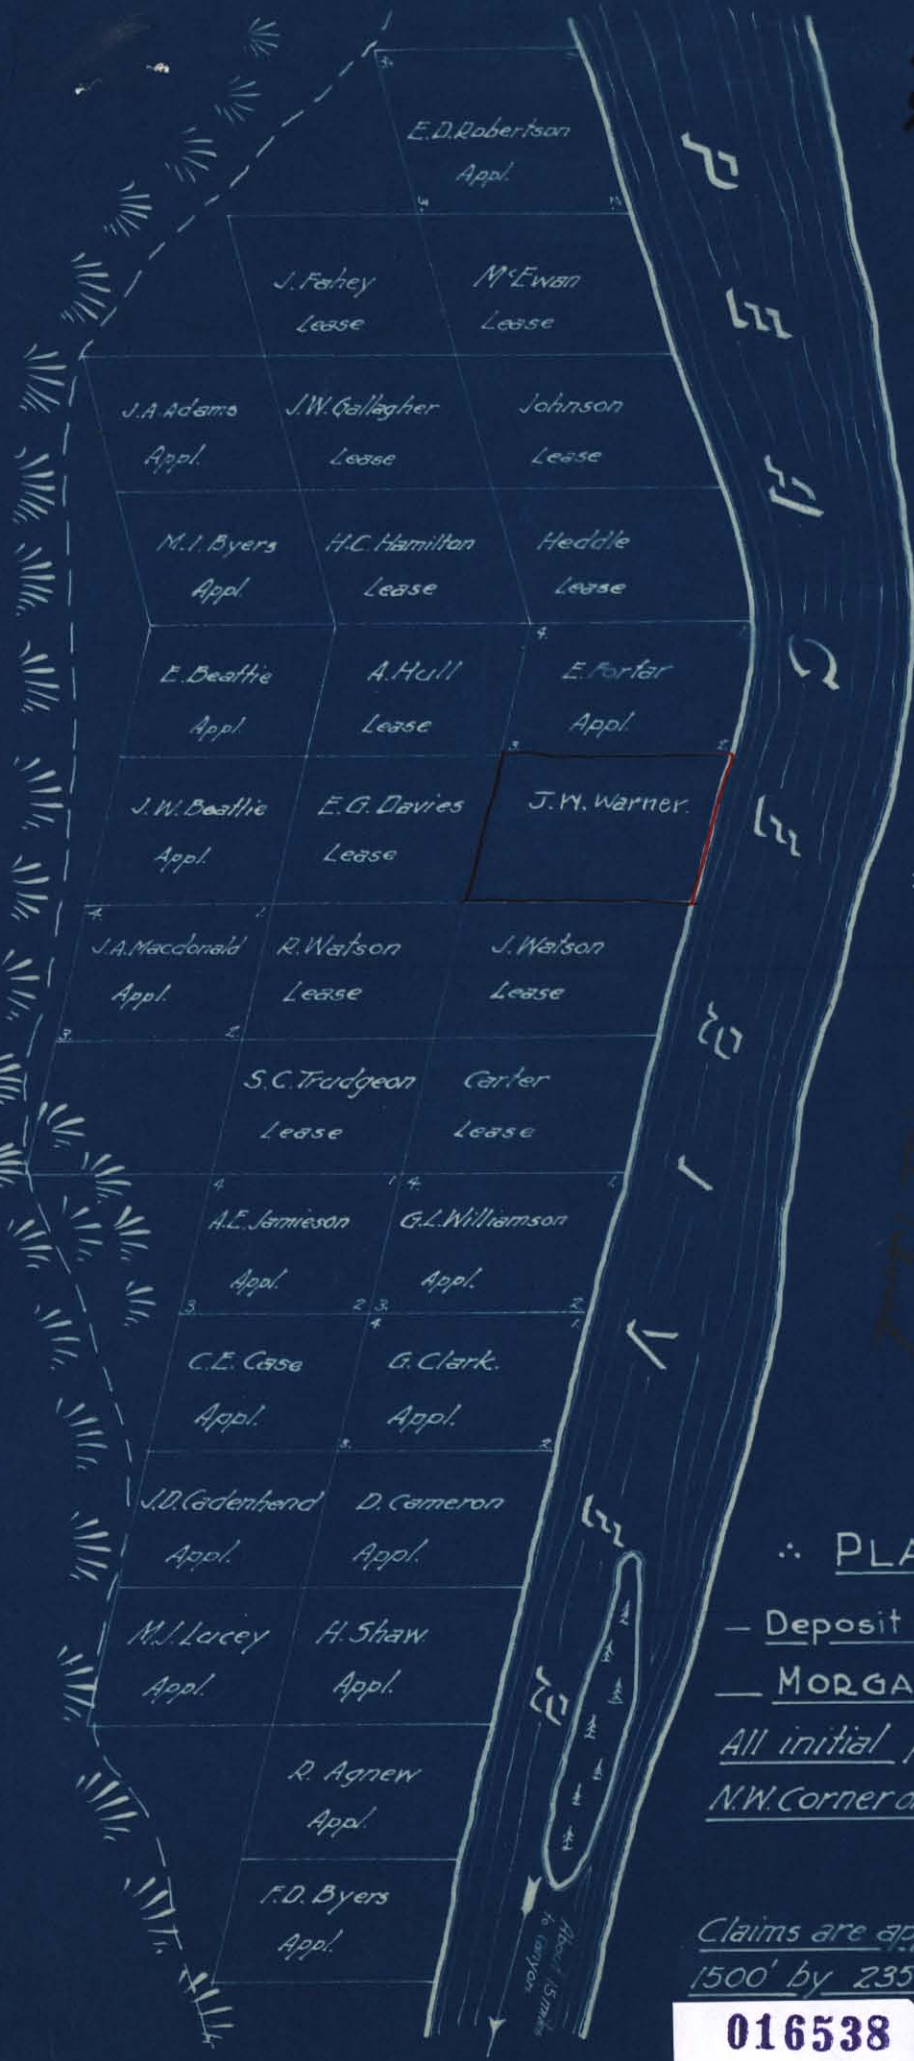 E.D.Robertson
Appl.
J. Fahey
Lease
McEwan
Lease
J.A.Adams
Appl.
J.W.Gallagher
Lease
Johnson
Lease
M.I.Byers
Appl.
H.C.Hamilton
Lease
Heddle
Lease
E.Beattie
Appl.
A.Hull
Lease
E.Fortar
Appl.
J.W.Beattie
Appl.
E.G.Davies
Lease
J.W.Warner.
J.A.Macdonald
Appl.
R.Watson
Lease
J.Watson
Lease
S.C.Trudgeon
Lease
Carter
Lease
A.E.Jamieson
Appl.
G.L.Williamson
Appl.
C.E.Case
Appl.
G.Clark.
Appl.
J.D.Cadenhend
Appl.
D.Cameron
Appl.
M.J.Lacey
Appl.
H.Shaw.
Appl.
R.Agnew
Appl.
F.D.Byers
Appl.
PEACE RIVER
About 15 miles
to canyon
∴ PLA
— Deposit
— MORGA
All initial
N.W.Corner
Claims are ap
1500' by 235
016538